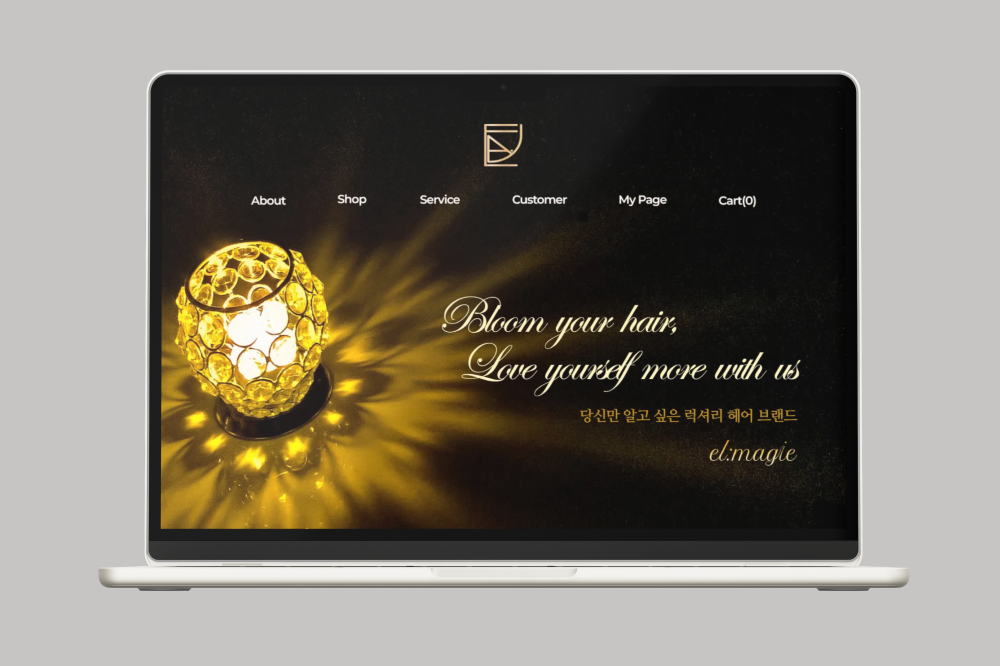 About Shop Service Customer My Page Cart(0)
Bloom your hair,
Love yourself more with us
당신만 알고 싶은 럭셔리 헤어 브랜드
el:magie